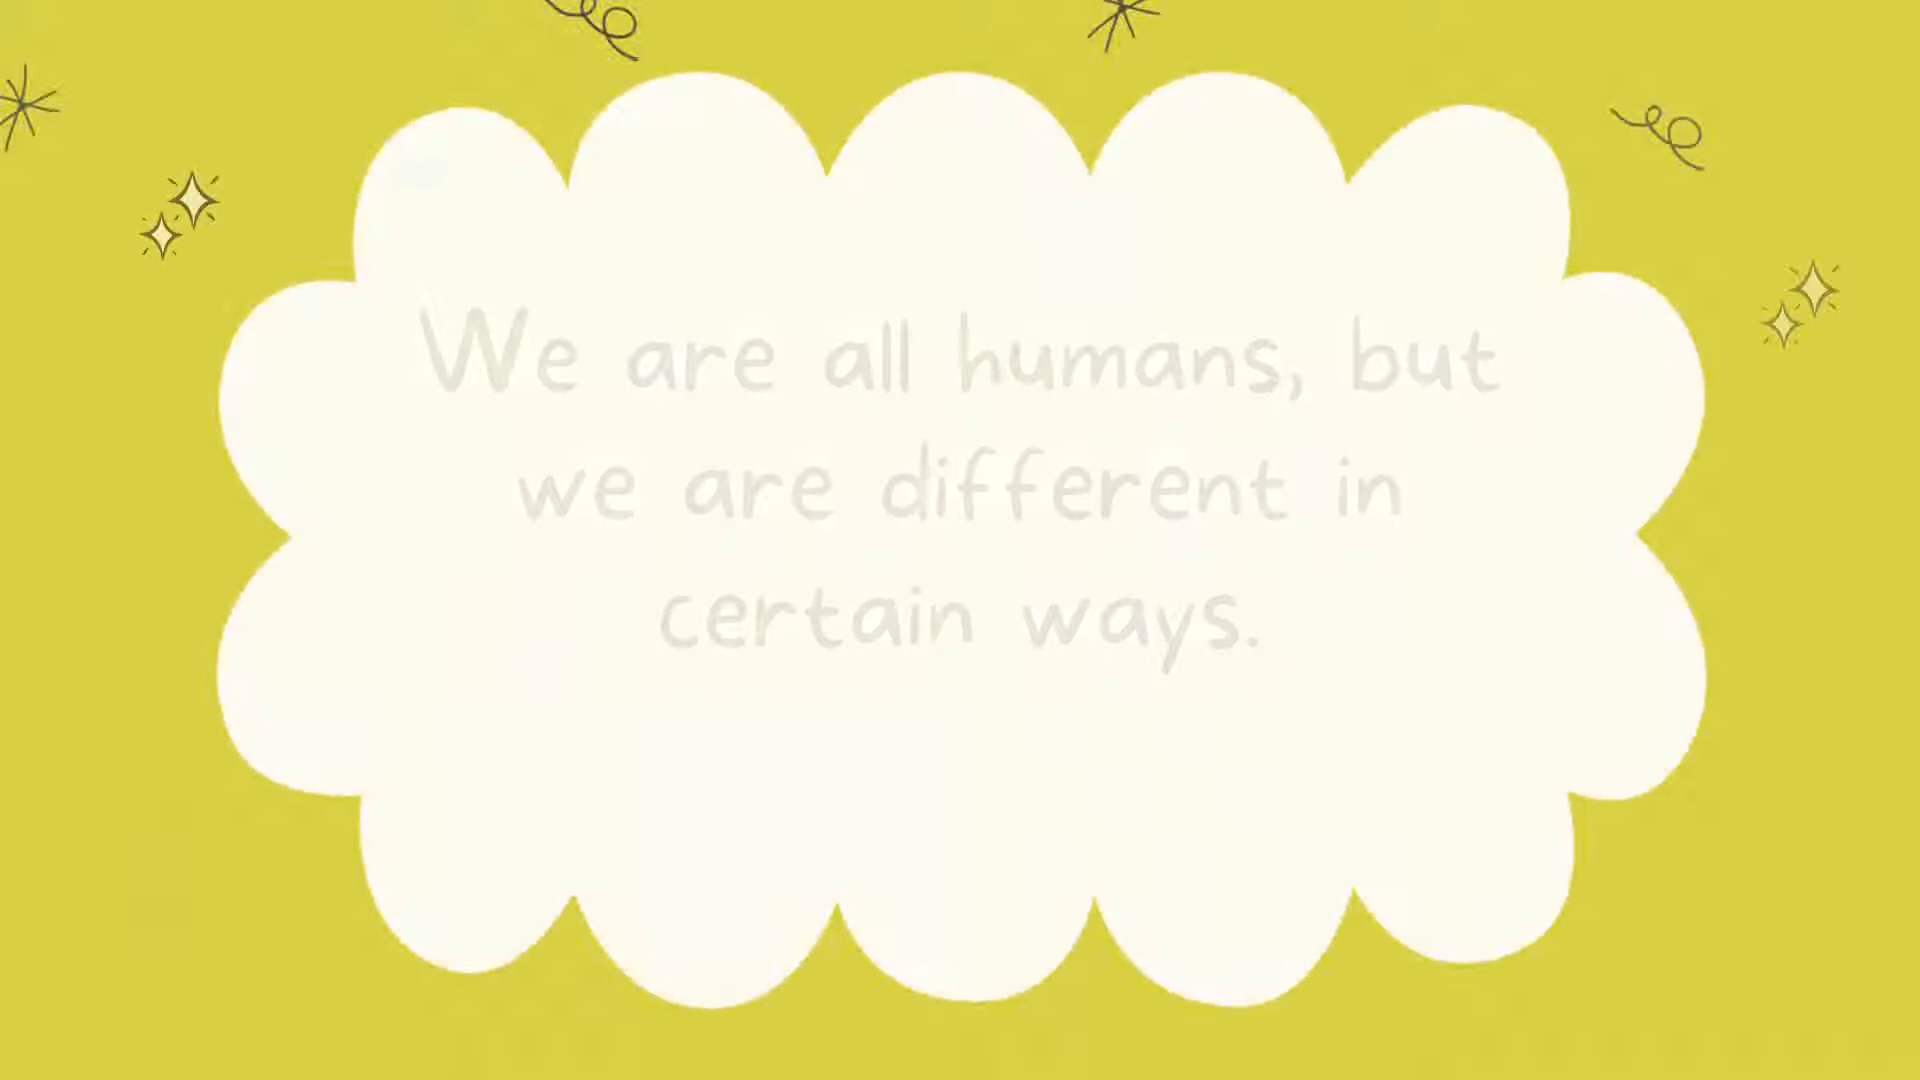 We are all humans, but
we are different in
certain ways.